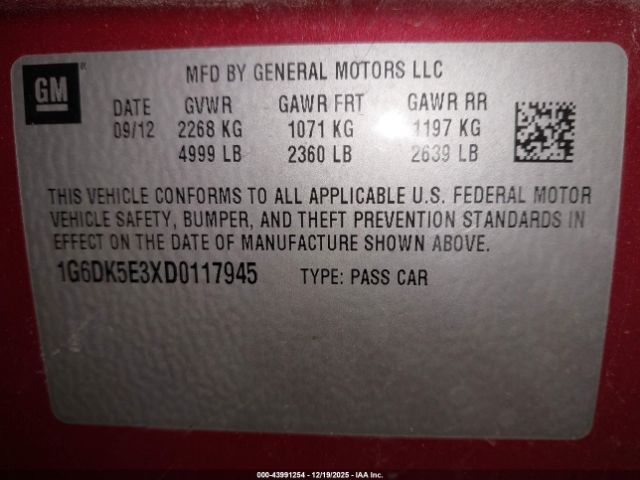 GM
MFD BY GENERAL MOTORS LLC
DATE GVWR GAWR FRT GAWR RR
09/12 2268 KG 1071 KG 1197 KG
4999 LB 2360 LB 2639 LB
THIS VEHICLE CONFORMS TO ALL APPLICABLE U.S. FEDERAL MOTOR
VEHICLE SAFETY, BUMPER, AND THEFT PREVENTION STANDARDS IN
EFFECT ON THE DATE OF MANUFACTURE SHOWN ABOVE.
1G6DK5E3XD0117945 TYPE: PASS CAR
000-43991254 - 12/19/2025 - IAA Inc.